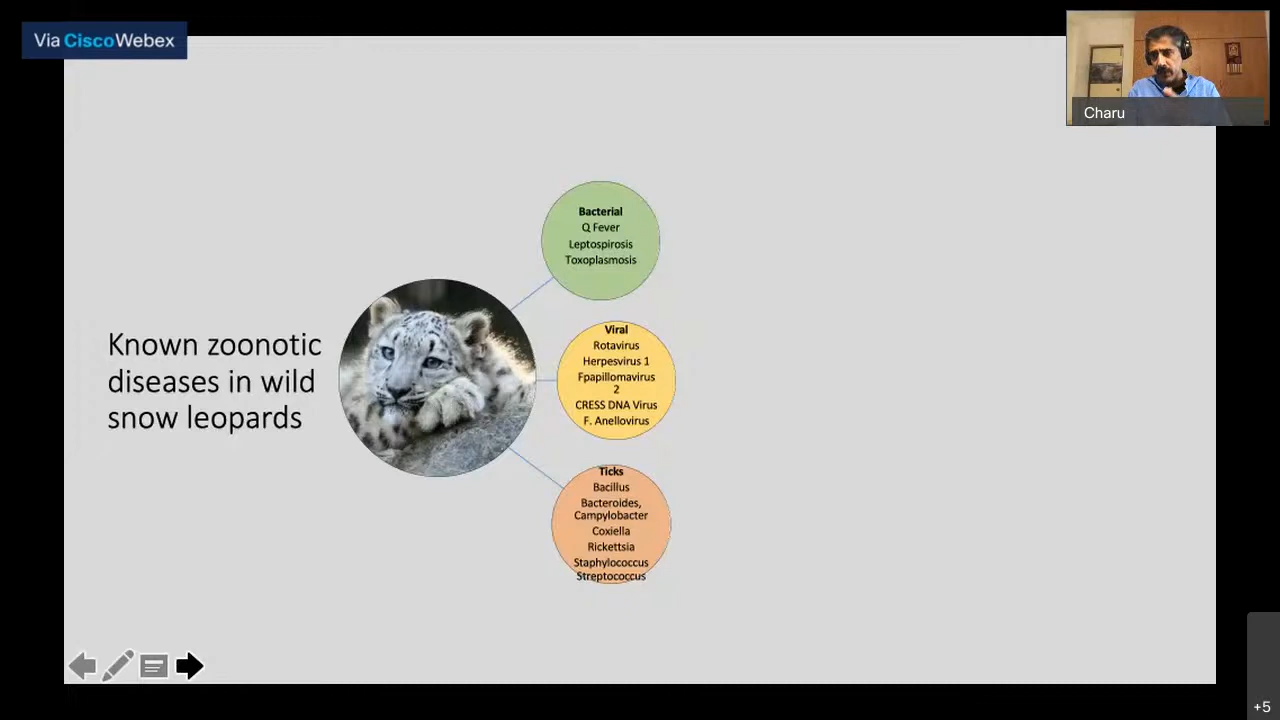 Via CiscoWebex
Charu
Known zoonotic
diseases in wild
snow leopards
Bacterial
Q Fever
Leptospirosis
Toxoplasmosis
Viral
Rotavirus
Herpesvirus 1
Fpapillomavirus
2
CRESS DNA Virus
F. Anellovirus
Ticks
Bacillus
Bacteroides,
Campylobacter
Coxiella
Rickettsia
Staphylococcus
Streptococcus
+5